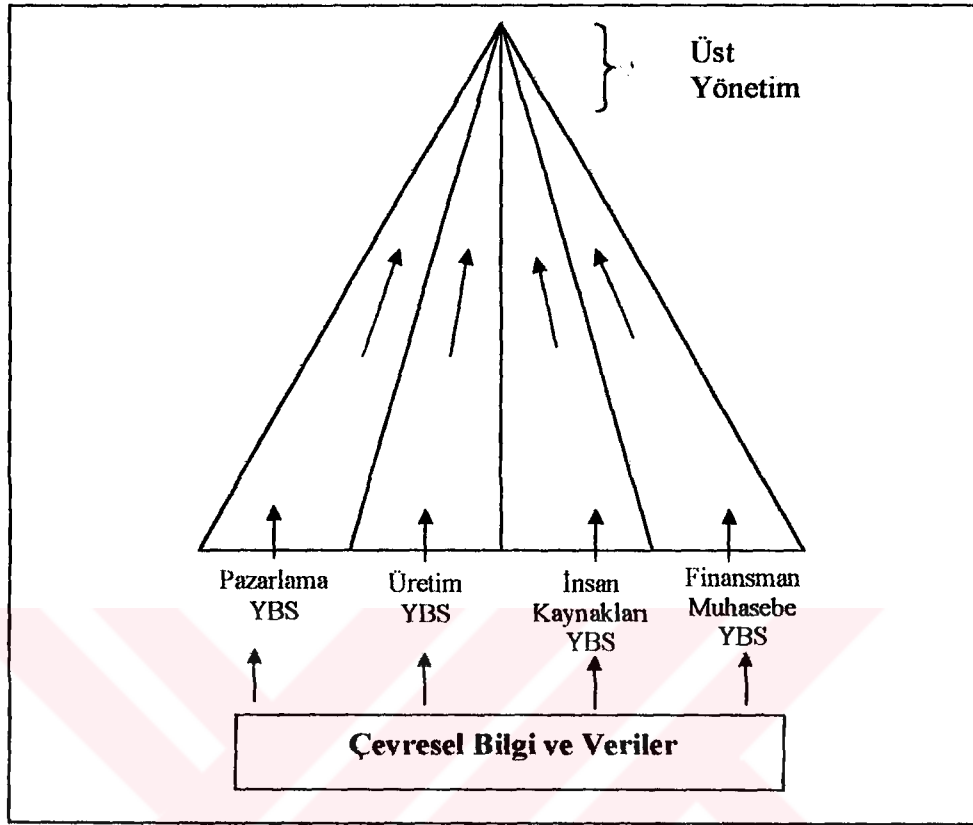 Üst
Yönetim
Pazarlama
YBS
Üretim
YBS
İnsan
Kaynakları
YBS
Finansman
Muhasebe
YBS
Çevresel Bilgi ve Veriler